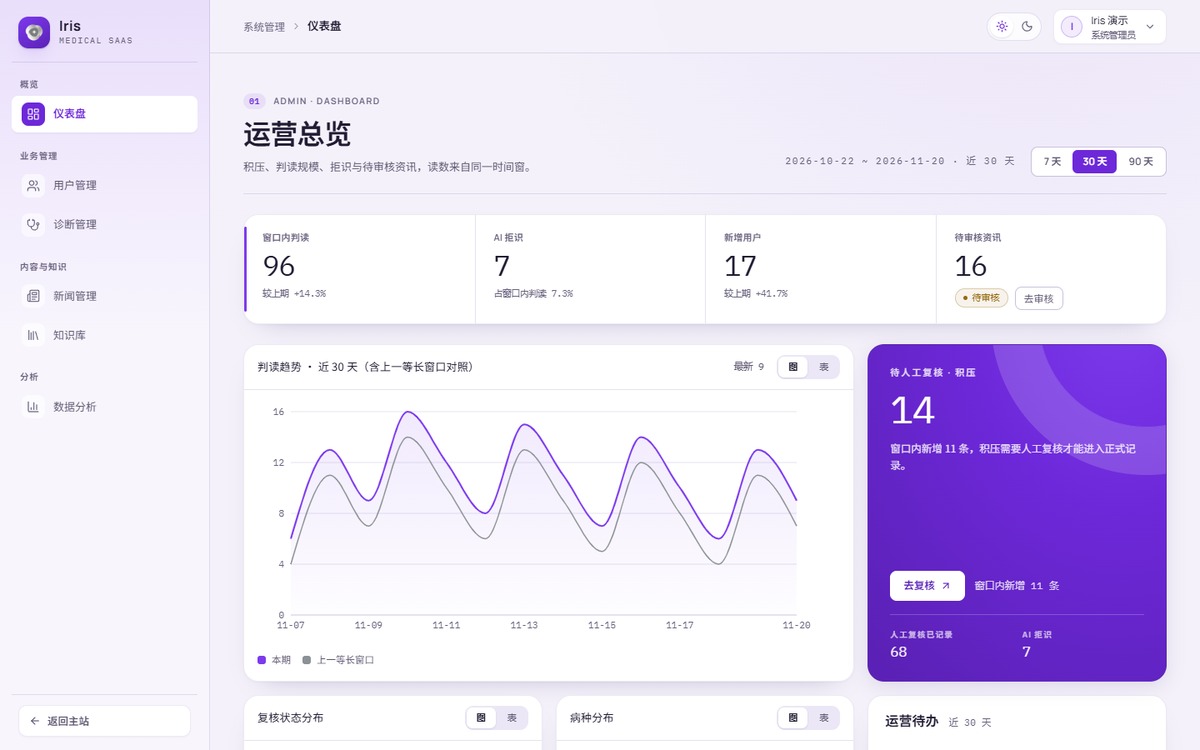 Iris
MEDICAL SAAS
概览
仪表盘
业务管理
用户管理
诊断管理
内容与知识
新闻管理
知识库
分析
数据分析
返回主站
系统管理 仪表盘
I
Iris 演示
系统管理员
01 ADMIN · DASHBOARD
运营总览
积压、判读规模、拒识与待审核资讯，读数来自同一时间窗。
2026-10-22 ~ 2026-11-20 · 近 30 天
7 天 30 天 90 天
窗口内判读
96
较上期 +14.3%
AI 拒识
7
占窗口内判读 7.3%
新增用户
17
较上期 +41.7%
待审核资讯
16
待审核 去审核
判读趋势 · 近 30 天（含上一等长窗口对照）
最新 9
图 表
16
12
8
4
0
11-07 11-09 11-11 11-13 11-15 11-17 11-20
本期 上一等长窗口
待人工复核 · 积压
14
窗口内新增 11 条，积压需要人工复核才能进入正式记
录。
去复核 窗口内新增 11 条
人工复核已记录
68
AI 拒识
7
复核状态分布
图 表
病种分布
图 表
运营待办 近 30 天